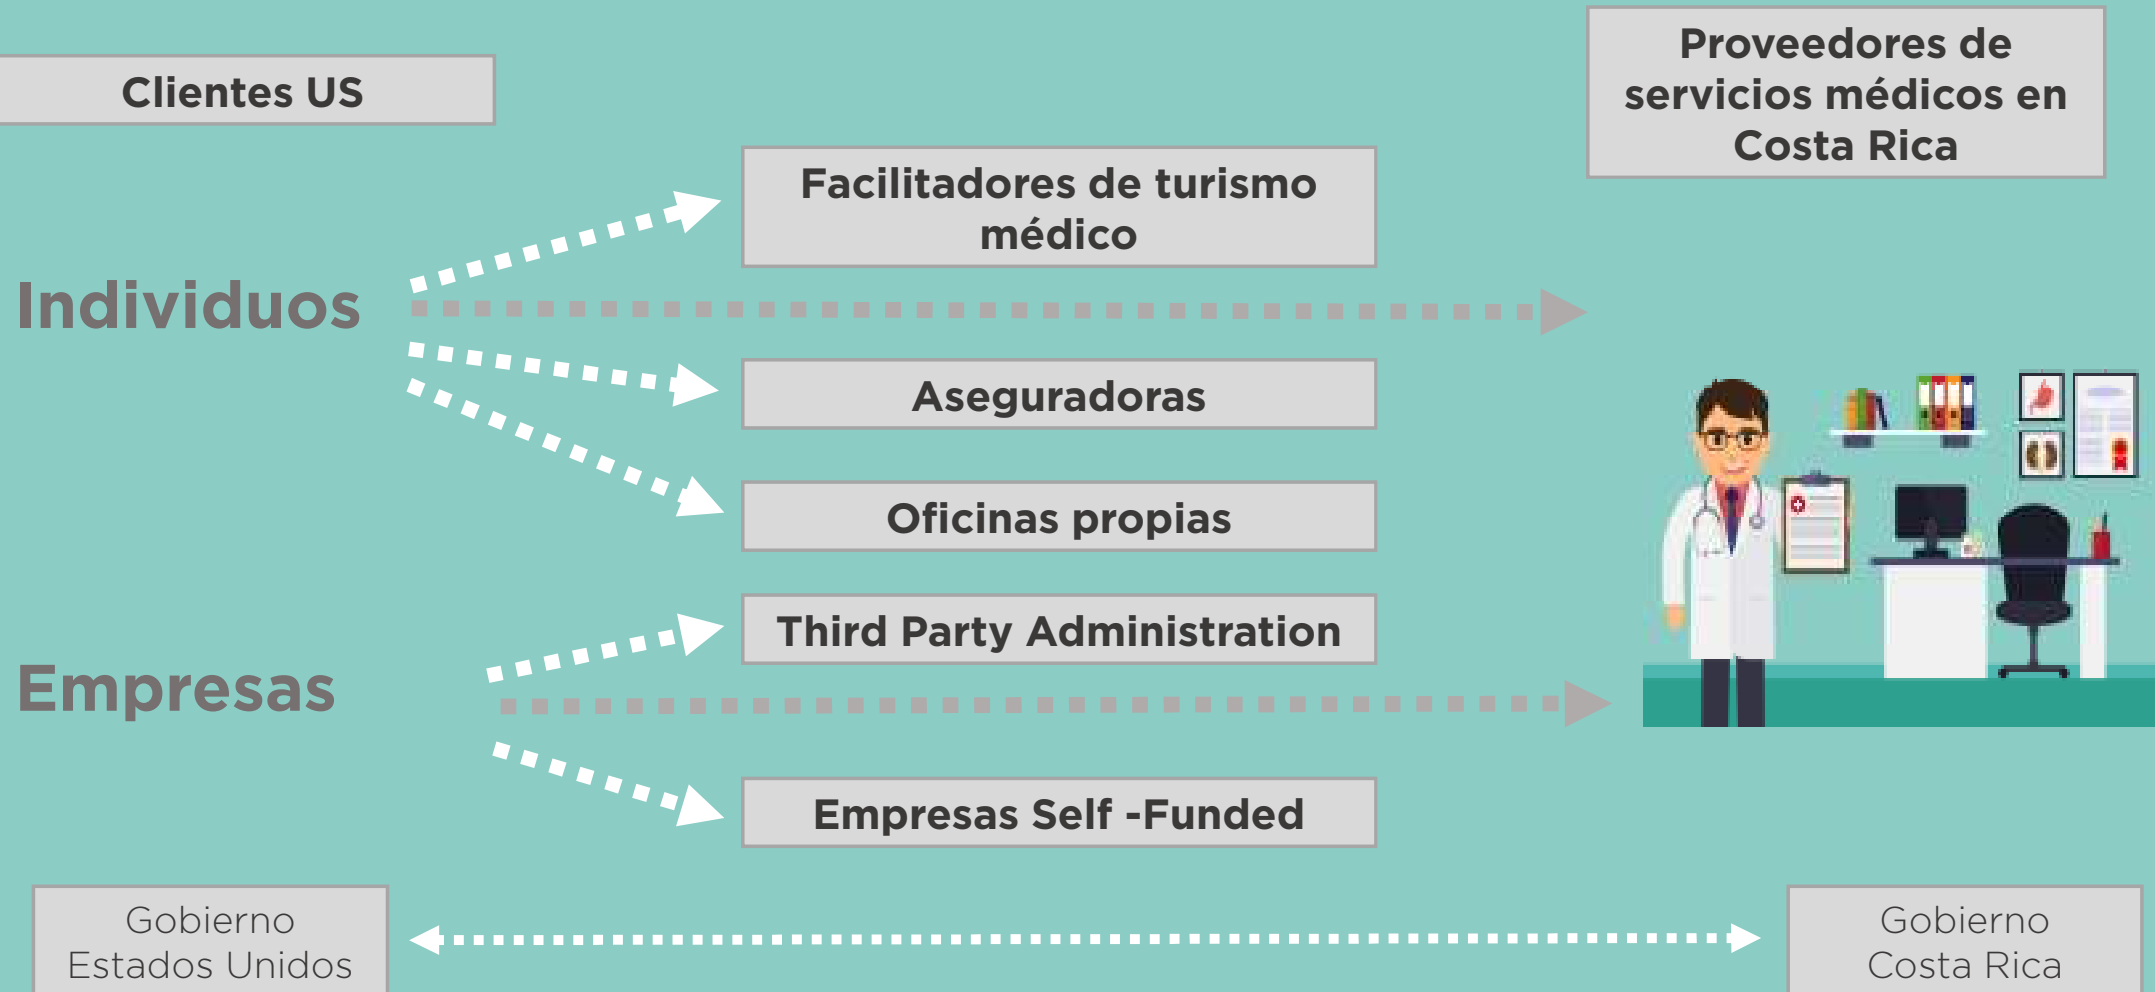 Clientes US
Proveedores de
servicios médicos en
Costa Rica
Facilitadores de turismo
médico
Individuos
Aseguradoras
Oficinas propias
Third Party Administration
Empresas
Empresas Self -Funded
Gobierno
Estados Unidos
Gobierno
Costa Rica